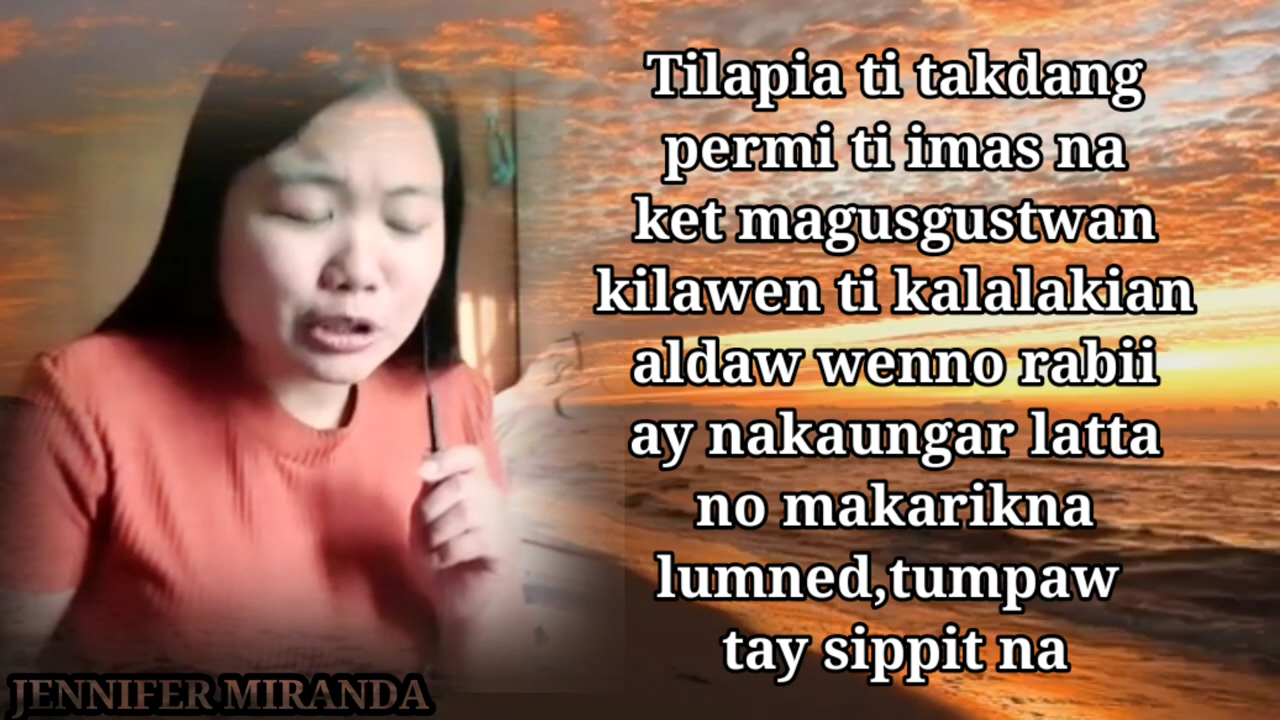 Tilapia ti takdang
permi ti imas na
ket magusgustwan
kilawen ti kalalakian
aldaw wenno rabii
ay nakaungar latta
no makarikna
lumned,tumpaw
tay sippit na
JENNIFER MIRANDA